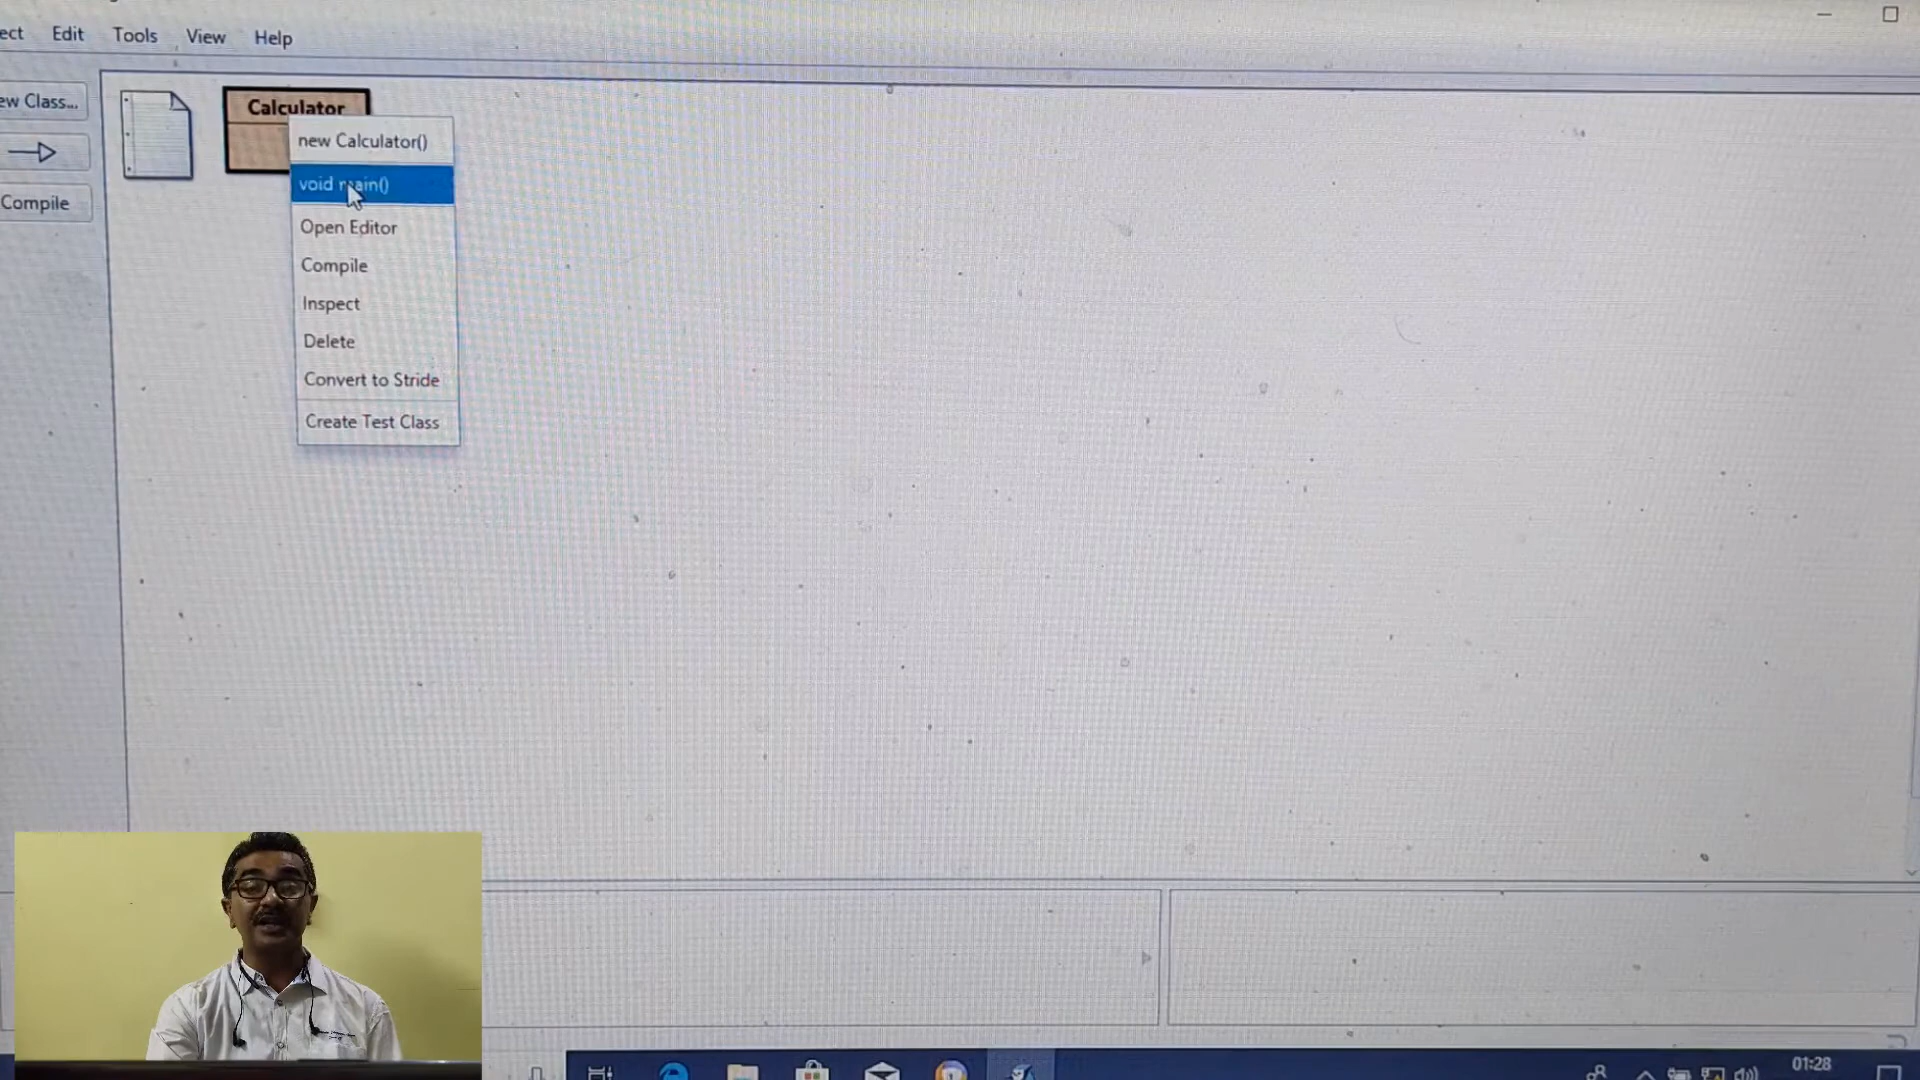 ect Edit Tools View Help
ew Class...
Compile
Calculator
new Calculator()
void main()
Open Editor
Compile
Inspect
Delete
Convert to Stride
Create Test Class
01:28